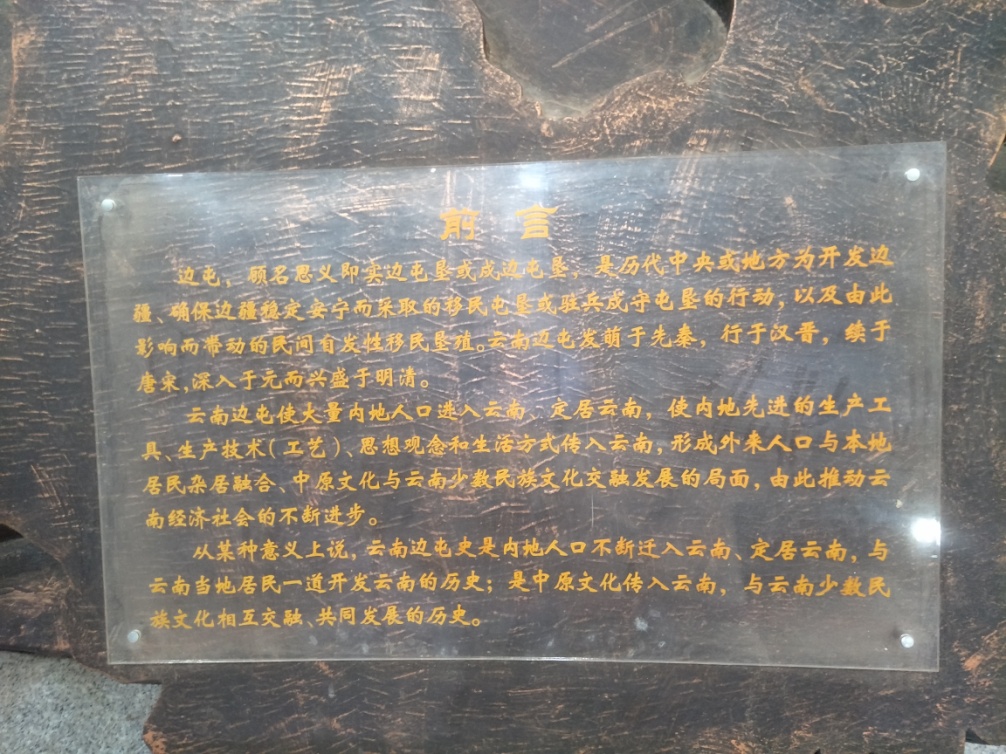 前言
边屯，顾名思义即实边屯垦或戍边屯垦，是历代中央或地方为开发边
疆、确保边疆稳定安宁而采取的移民屯垦或驻兵戍守屯垦的行动，以及由此
影响而带动的民间自发性移民垦殖。云南边屯发萌于先秦，行于汉晋，续于
唐宋，深入于元而兴盛于明清。
云南边屯使大量内地人口进入云南、定居云南，使内地先进的生产工
具、生产技术（工艺）、思想观念和生活方式传入云南，形成外来人口与本地
居民杂居融合、中原文化与云南少数民族文化交融发展的局面，由此推动云
南经济社会的不断进步。
从某种意义上说，云南边屯史是内地人口不断迁入云南、定居云南，与
云南当地居民一道开发云南的历史；是中原文化传入云南，与云南少数民
族文化相互交融、共同发展的历史。